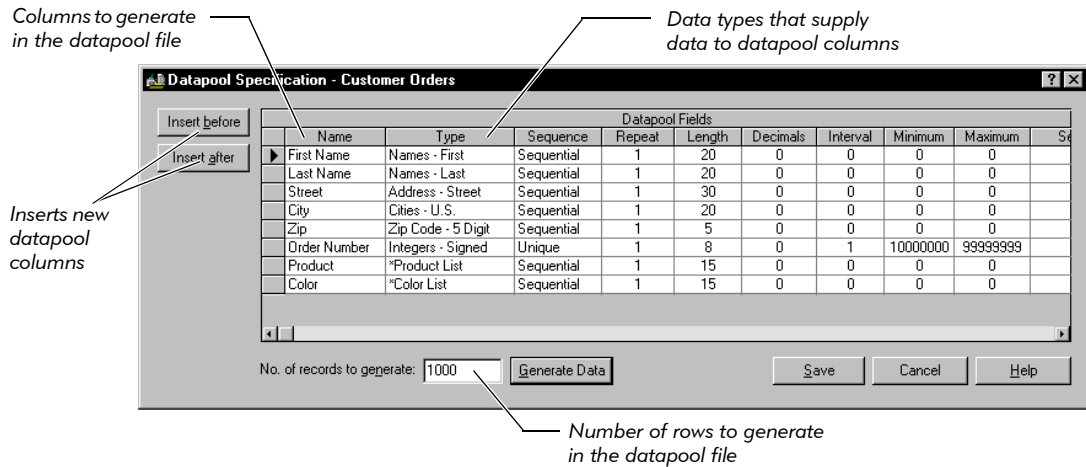 Columns to generate
in the datapool file
Data types that supply
data to datapool columns
Datapool Specification - Customer Orders
Insert before
Insert after
Inserts new
datapool
columns
Datapool Fields
Name Type Sequence Repeat Length Decimals Interval Minimum Maximum
First Name Names - First Sequential 1 20 0 0 0 0
Last Name Names - Last Sequential 1 20 0 0 0 0
Street Address - Street Sequential 1 30 0 0 0 0
City Cities - U.S. Sequential 1 20 0 0 0 0
Zip Zip Code - 5 Digit Sequential 1 5 0 0 0 0
Order Number Integers - Signed Unique 1 8 0 1 10000000 99999999
Product *Product List Sequential 1 15 0 0 0 0
Color *Color List Sequential 1 15 0 0 0 0
No. of records to generate: 1000 Generate Data Save Cancel Help
Number of rows to generate
in the datapool file